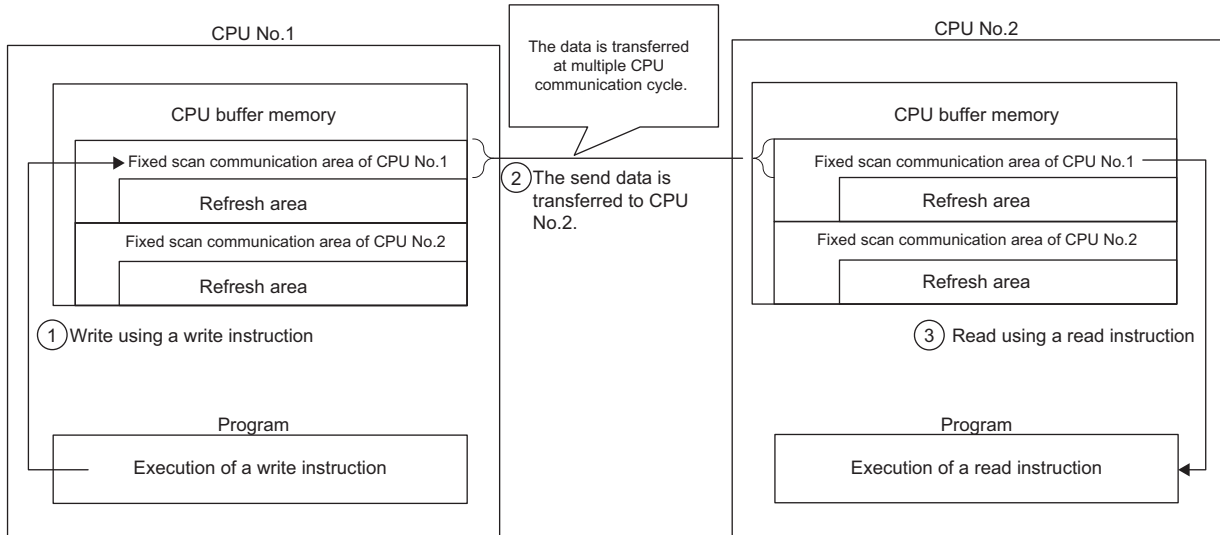 CPU No.1
CPU buffer memory
Fixed scan communication area of CPU No.1
Refresh area
Fixed scan communication area of CPU No.2
Refresh area
1 Write using a write instruction
Program
Execution of a write instruction
The data is transferred
at multiple CPU
communication cycle.
2 The send data is
transferred to CPU
No.2.
CPU No.2
CPU buffer memory
Fixed scan communication area of CPU No.1
Refresh area
Fixed scan communication area of CPU No.2
Refresh area
3 Read using a read instruction
Program
Execution of a read instruction